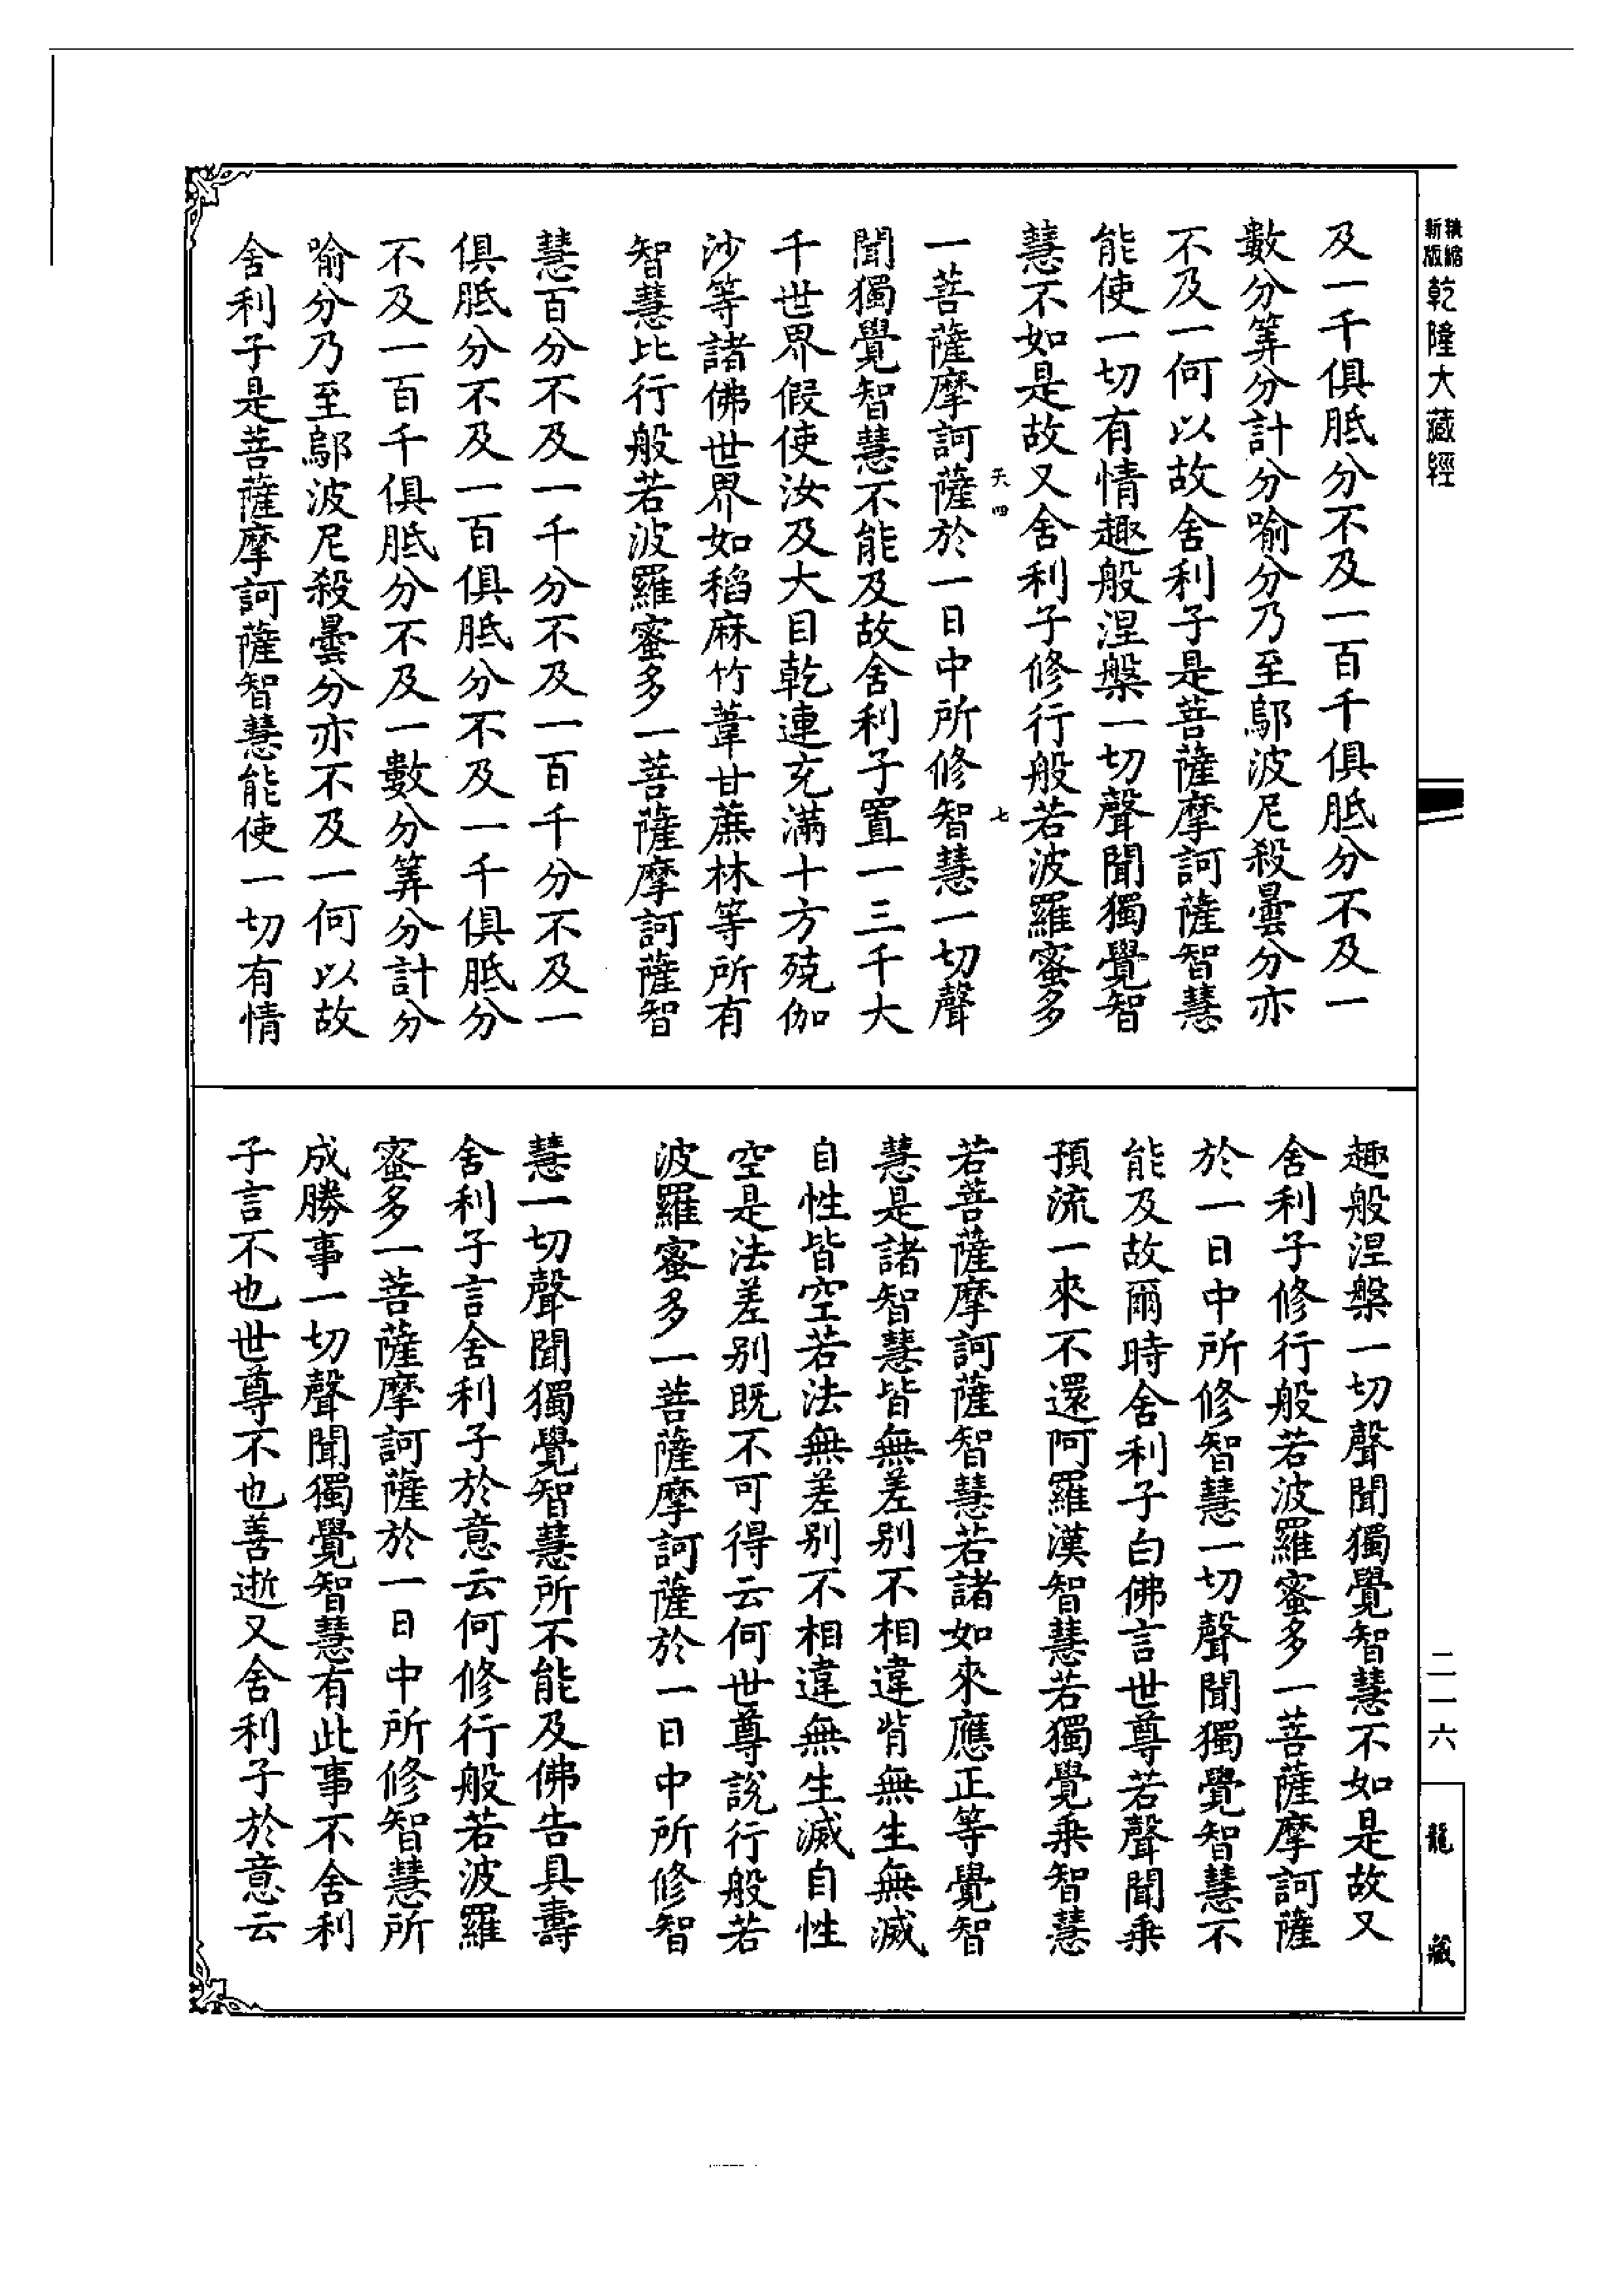 精縮新版乾隆大藏經
及一千俱胝分不及一百千俱胝分不及一
數分筭分計分喻分乃至鄔波尼殺曇分亦
不及一何以故舍利子是菩薩摩訶薩智慧
能使一切有情趣般涅槃一切聲聞獨覺智
慧不如是故又舍利子修行般若波羅蜜多
天四 七
一菩薩摩訶薩於一日中所修智慧一切聲
聞獨覺智慧不能及故舍利子置一三千大
千世界假使汝及大目乾連充滿十方殑伽
沙等諸佛世界如稻麻竹葦甘蔗林等所有
智慧比行般若波羅蜜多一菩薩摩訶薩智
慧百分不及一千分不及一百千分不及一
俱胝分不及一百俱胝分不及一千俱胝分
不及一百千俱胝分不及一數分筭分計分
喻分乃至鄔波尼殺曇分亦不及一何以故
舍利子是菩薩摩訶薩智慧能使一切有情
趣般涅槃一切聲聞獨覺智慧不如是故又
舍利子修行般若波羅蜜多一菩薩摩訶薩
於一日中所修智慧一切聲聞獨覺智慧不
能及故爾時舍利子白佛言世尊若聲聞乘
預流一來不還阿羅漢智慧若獨覺乘智慧
若菩薩摩訶薩智慧若諸如來應正等覺智
慧是諸智慧皆無差別不相違背無生無滅
自性皆空若法無差別不相違無生滅自性
空是法差別既不可得云何世尊說行般若
波羅蜜多一菩薩摩訶薩於一日中所修智
慧一切聲聞獨覺智慧所不能及佛告具壽
舍利子言舍利子於意云何修行般若波羅
蜜多一菩薩摩訶薩於一日中所修智慧所
成勝事一切聲聞獨覺智慧有此事不舍利
子言不也世尊不也善逝又舍利子於意云
二一六
龍藏